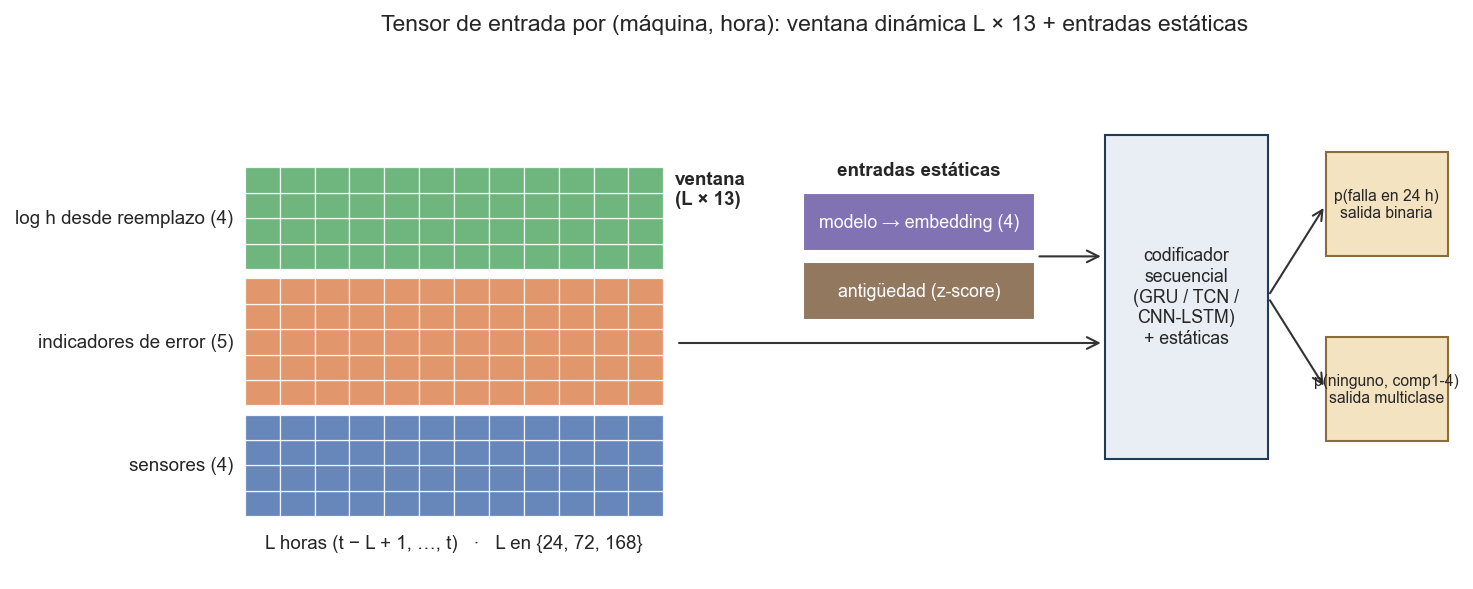 Tensor de entrada por (máquina, hora): ventana dinámica L × 13 + entradas estáticas
log h desde reemplazo (4)
indicadores de error (5)
sensores (4)
L horas (t − L + 1, …, t)   ·   L en {24, 72, 168}
ventana
(L × 13)
entradas estáticas
modelo → embedding (4)
antigüedad (z-score)
codificador
secuencial
(GRU / TCN /
CNN-LSTM)
+ estáticas
p(falla en 24 h)
salida binaria
p(ninguno, comp1-4)
salida multiclase